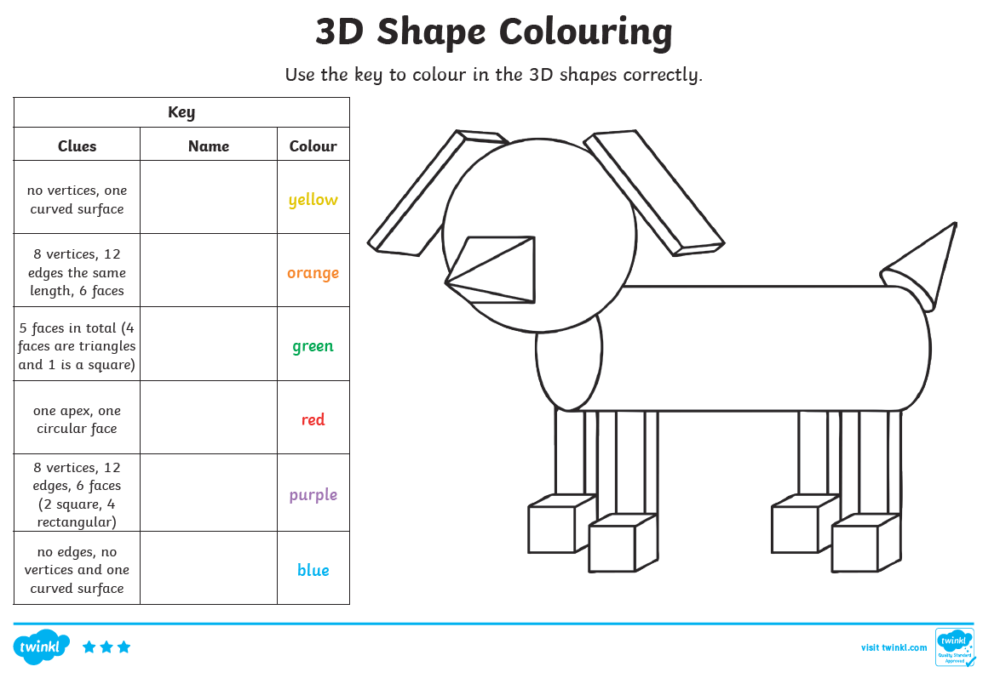 3D Shape Colouring
Use the key to colour in the 3D shapes correctly.
Key
Clues
Name
Colour
no vertices, one
curved surface
yellow
8 vertices, 12
edges the same
length, 6 faces
orange
5 faces in total (4
faces are triangles
and 1 is a square)
green
one apex, one
circular face
red
8 vertices, 12
edges, 6 faces
(2 square, 4
rectangular)
purple
no edges, no
vertices and one
curved surface
blue
twinkl
visit twinkl.com
twinkl
Quality Standard
Approved